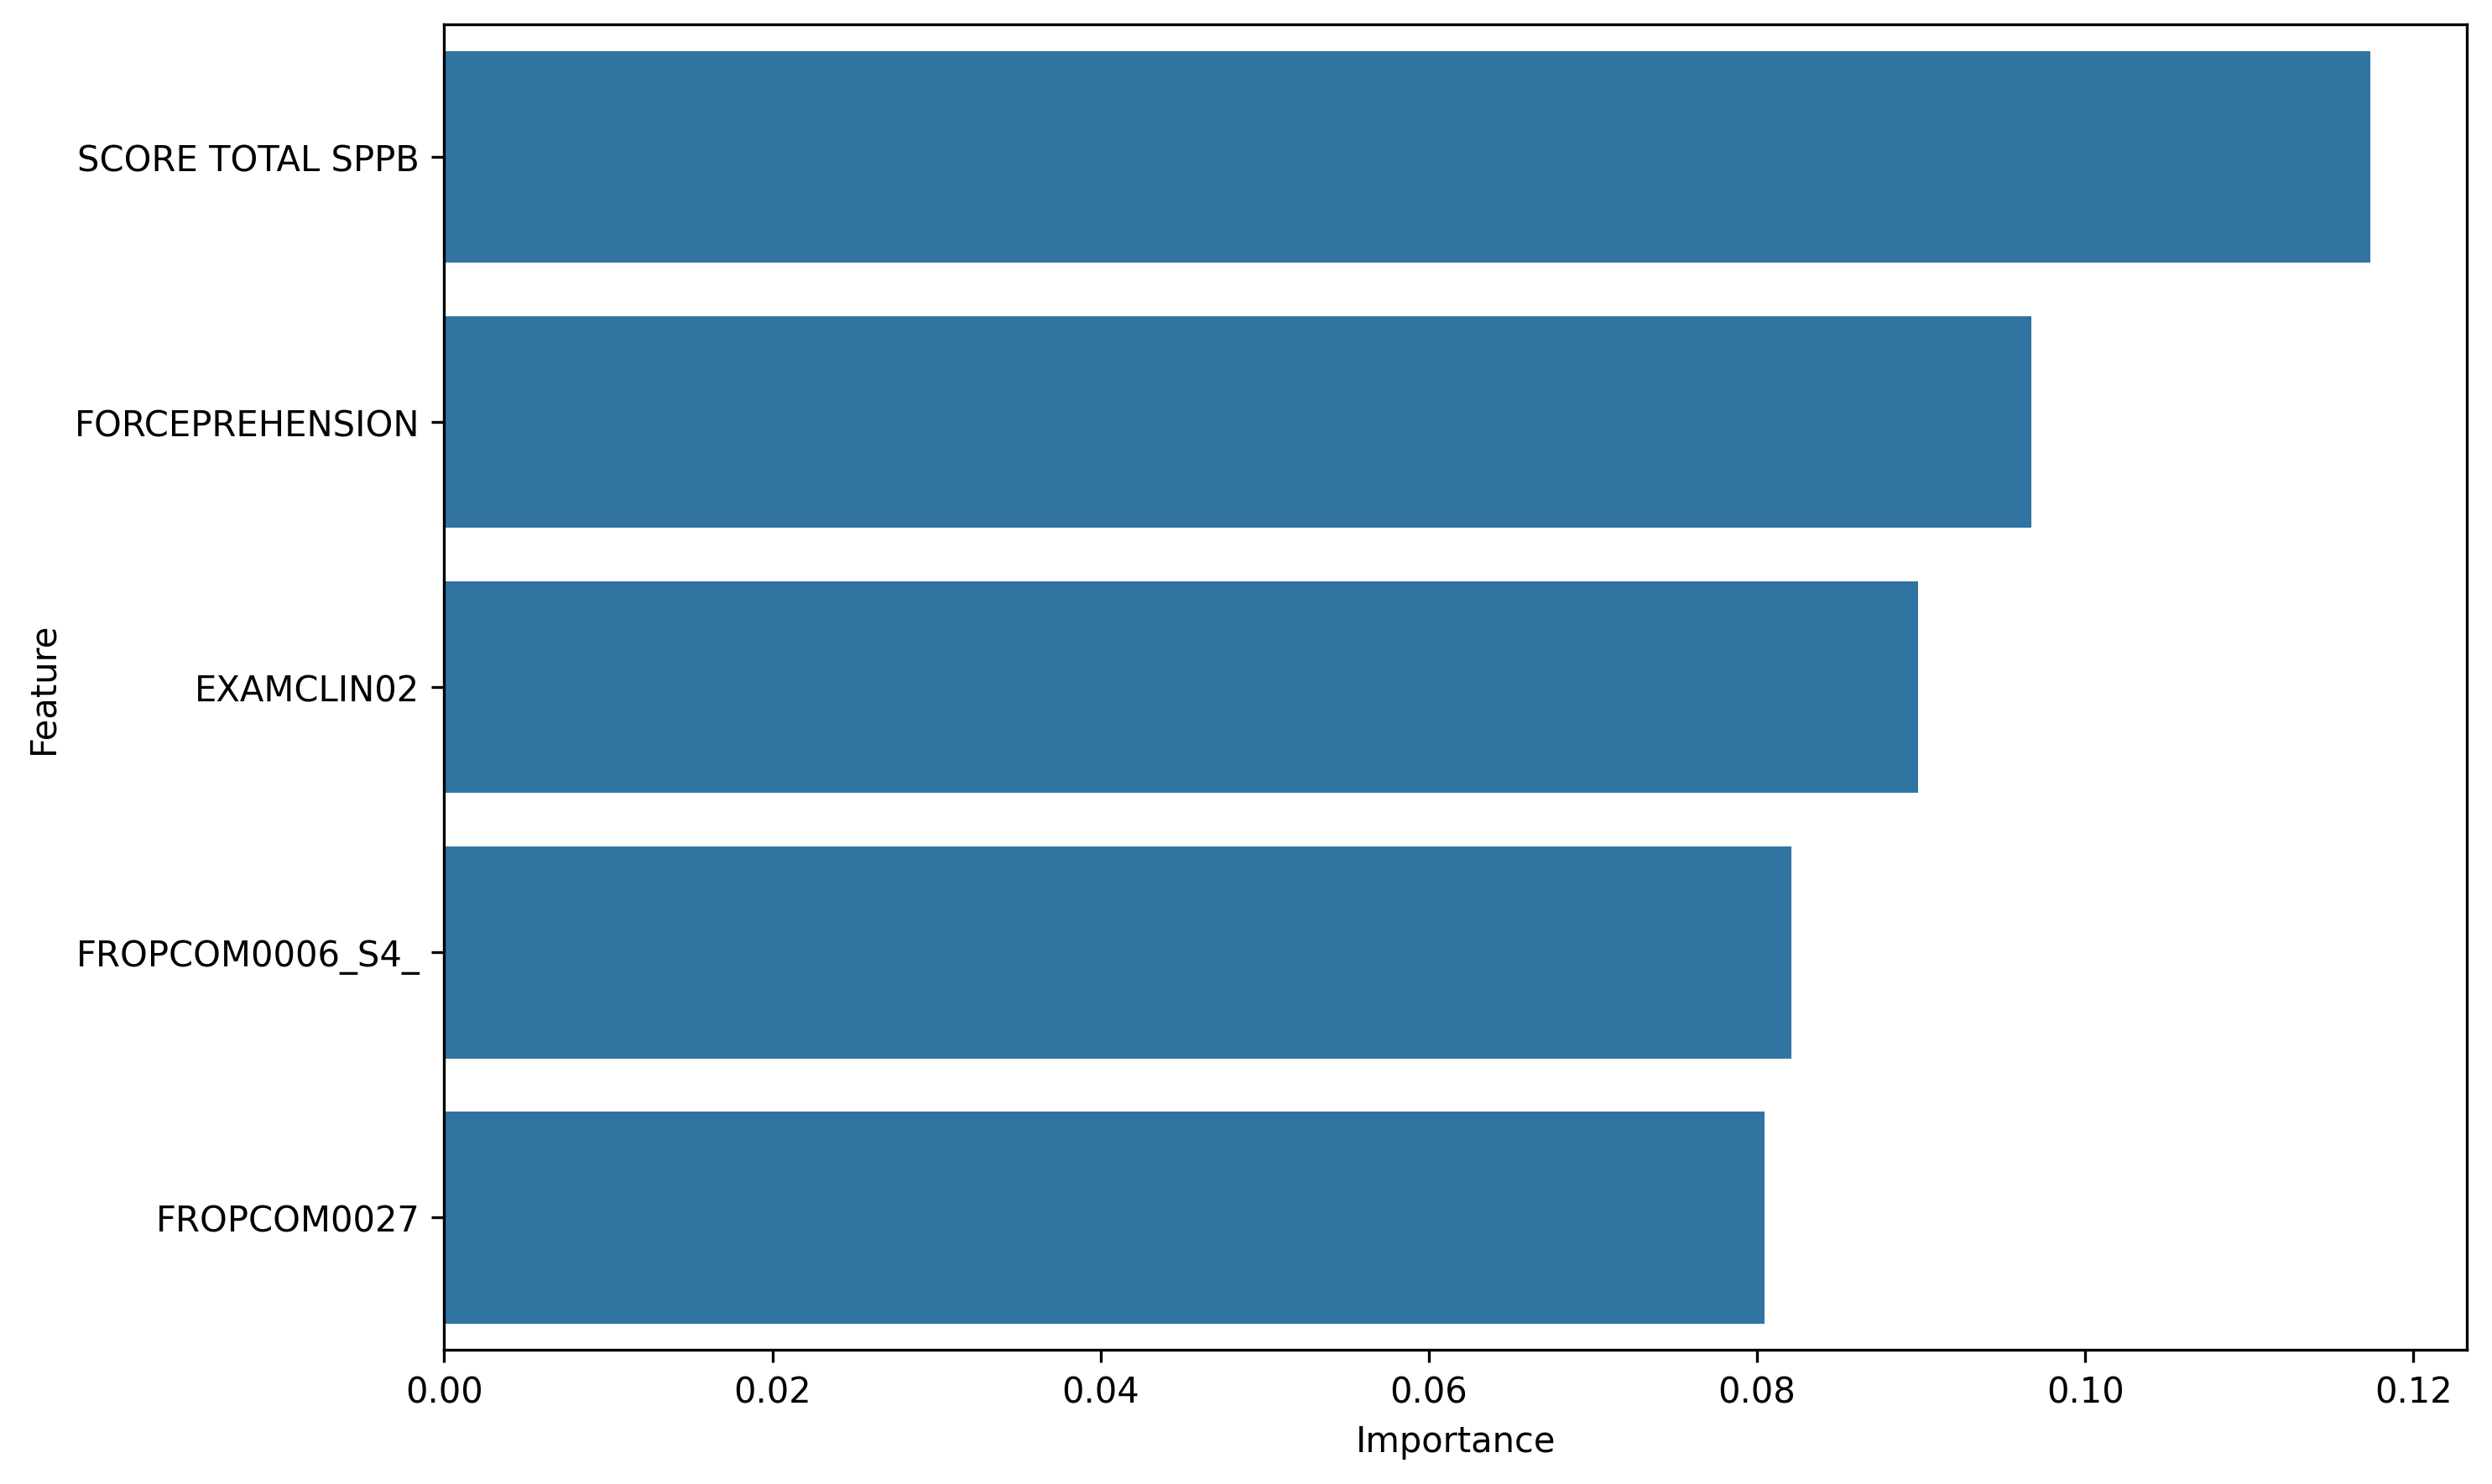 SCORE TOTAL SPPB
FORCEPREHENSION
EXAMCLIN02
FROPCOM0006_S4_
FROPCOM0027
Feature
0.00 0.02 0.04 0.06 0.08 0.10 0.12
Importance